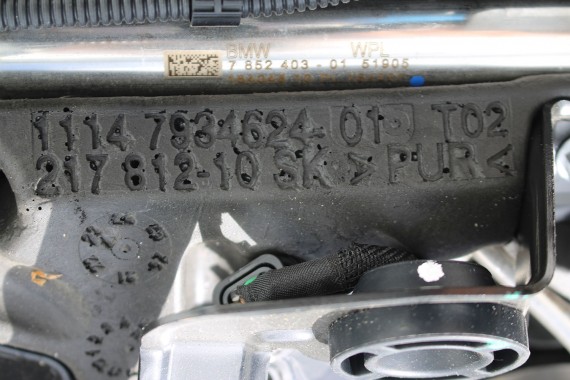 BMW WPL
7 852 403 - 01 51905
1114 7934624- 01 T02
217 812-10 SK > PUR <